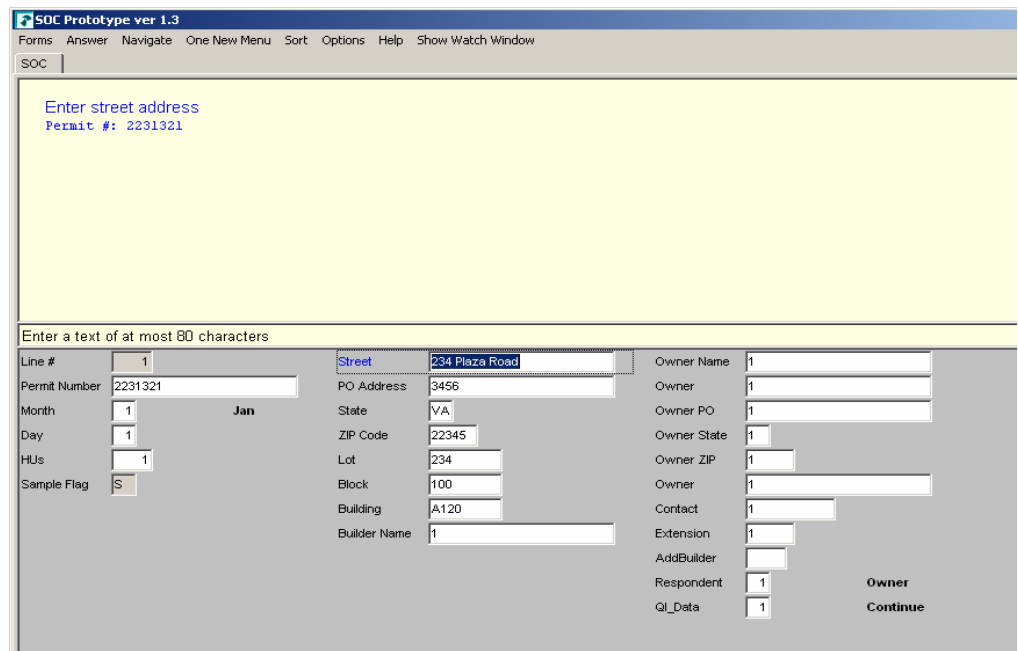 SOC Prototype ver 1.3
Forms Answer Navigate One New Menu Sort Options Help Show Watch Window
SOC
Enter street address
Permit #: 2231321
Enter a text of at most 80 characters
Line # 1 Street 234 Plaza Road Owner Name 1
Permit Number 2231321 PO Address 3456 Owner 1
Month 1 Jan State VA Owner PO 1
Day 1 ZIP Code 22345 Owner State 1
HUs 1 Lot 234 Owner ZIP 1
Sample Flag S Block 100 Owner 1
Building A120 Contact 1
Builder Name 1 Extension 1
AddBuilder
Respondent 1 Owner
QI_Data 1 Continue